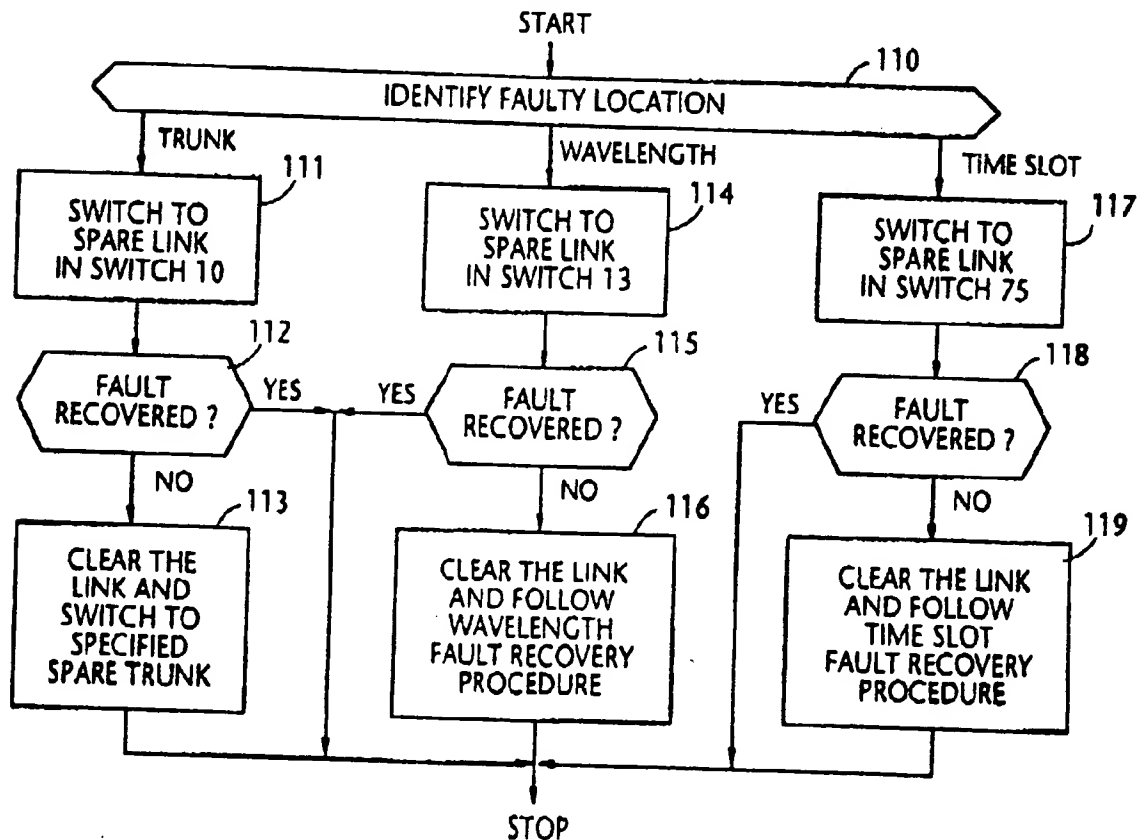 START
110
IDENTIFY FAULTY LOCATION
TRUNK
WAVELENGTH
TIME SLOT
111
SWITCH TO
SPARE LINK
IN SWITCH 10
114
SWITCH TO
SPARE LINK
IN SWITCH 13
117
SWITCH TO
SPARE LINK
IN SWITCH 75
112
FAULT
RECOVERED ?
YES
115
YES
FAULT
RECOVERED ?
118
YES
FAULT
RECOVERED ?
NO
NO
NO
113
CLEAR THE
LINK AND
SWITCH TO
SPECIFIED
SPARE TRUNK
116
CLEAR THE LINK
AND FOLLOW
WAVELENGTH
FAULT RECOVERY
PROCEDURE
119
CLEAR THE LINK
AND FOLLOW
TIME SLOT
FAULT RECOVERY
PROCEDURE
STOP